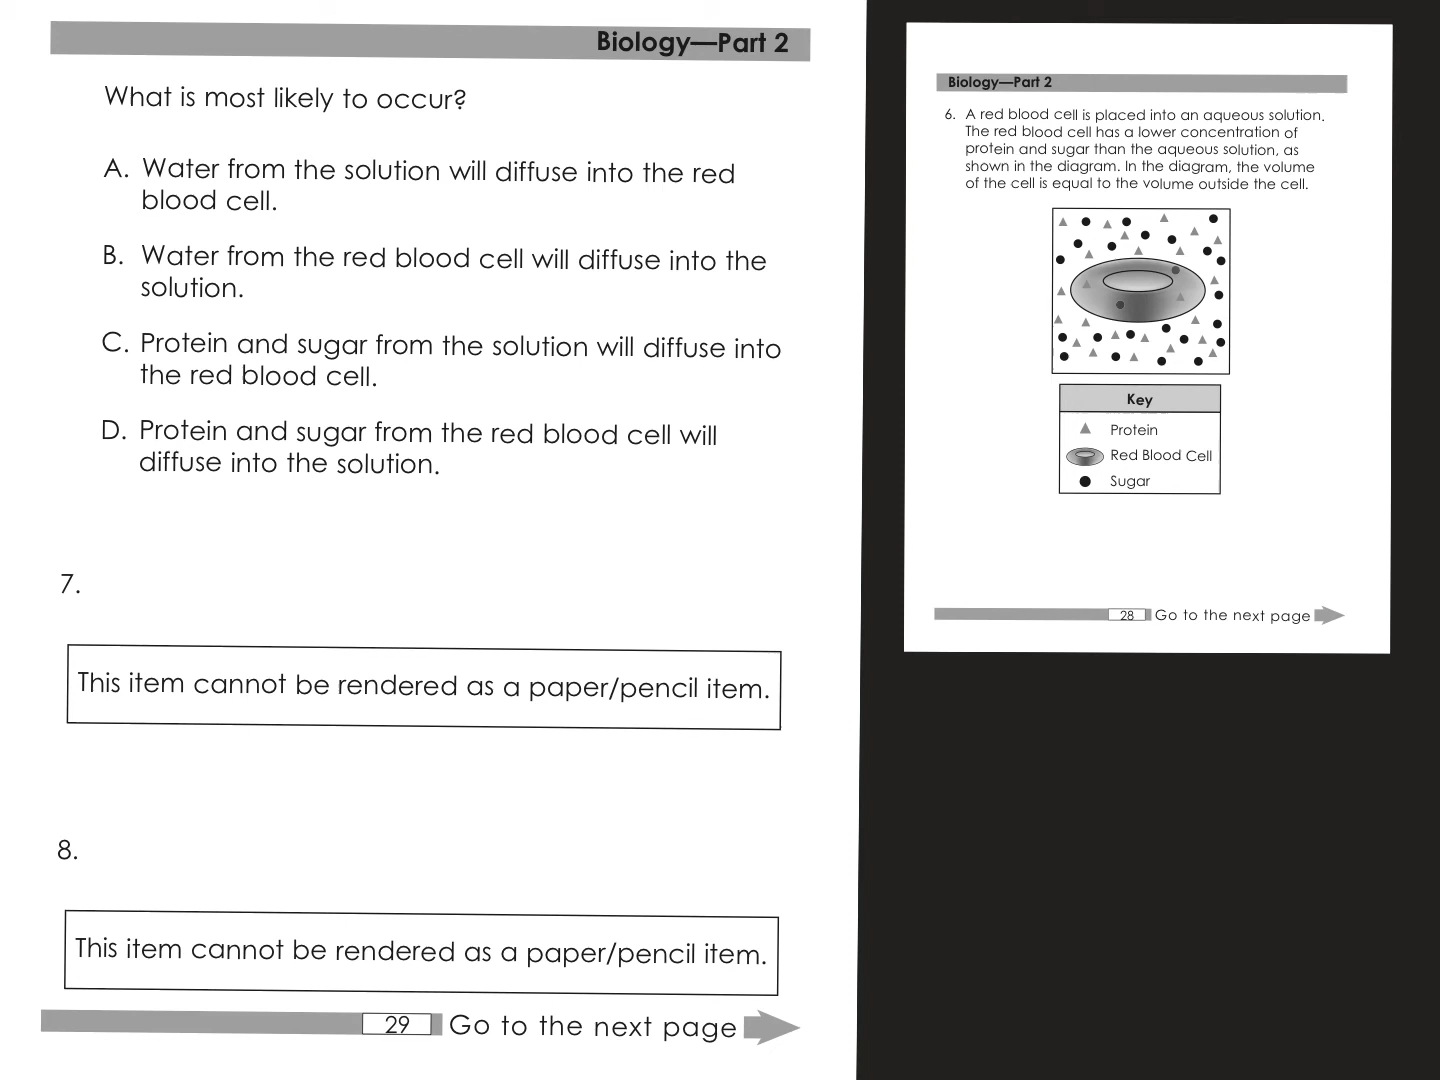 Biology—Part 2
What is most likely to occur?
A. Water from the solution will diffuse into the red
blood cell.
B. Water from the red blood cell will diffuse into the
solution.
C. Protein and sugar from the solution will diffuse into
the red blood cell.
D. Protein and sugar from the red blood cell will
diffuse into the solution.
7.
This item cannot be rendered as a paper/pencil item.
8.
This item cannot be rendered as a paper/pencil item.
29 Go to the next page
Biology—Part 2
6. A red blood cell is placed into an aqueous solution.
The red blood cell has a lower concentration of
protein and sugar than the aqueous solution, as
shown in the diagram. In the diagram, the volume
of the cell is equal to the volume outside the cell.
Key
Protein
Red Blood Cell
Sugar
28 Go to the next page